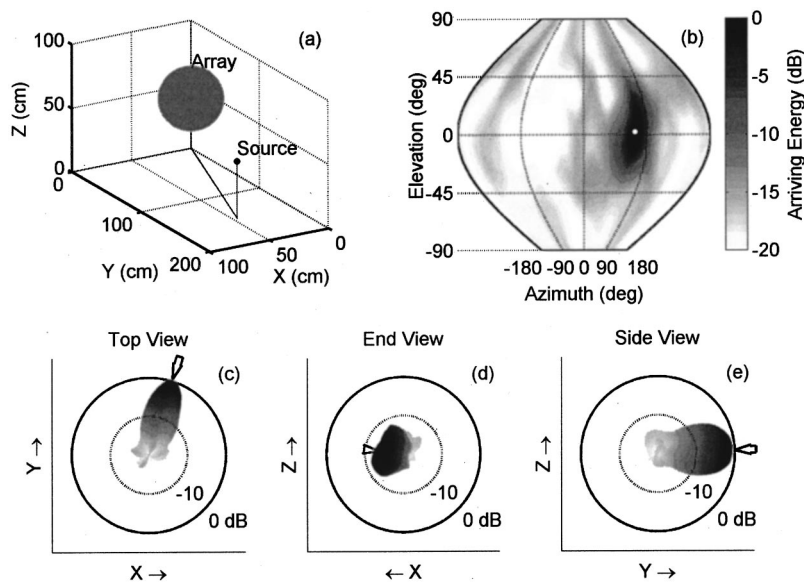 (a)
100
50
0
Z (cm)
Array
Source
0
100
200
Y (cm)
100
50
0
X (cm)
(b)
90
45
0
-45
-90
Elevation (deg)
-180 -90 0 90 180
Azimuth (deg)
0
-5
-10
-15
-20
Arriving Energy (dB)
Top View
(c)
-10
0 dB
Y →
X →
End View
(d)
-10
0 dB
Z →
← X
Side View
(e)
-10
0 dB
Z →
Y →